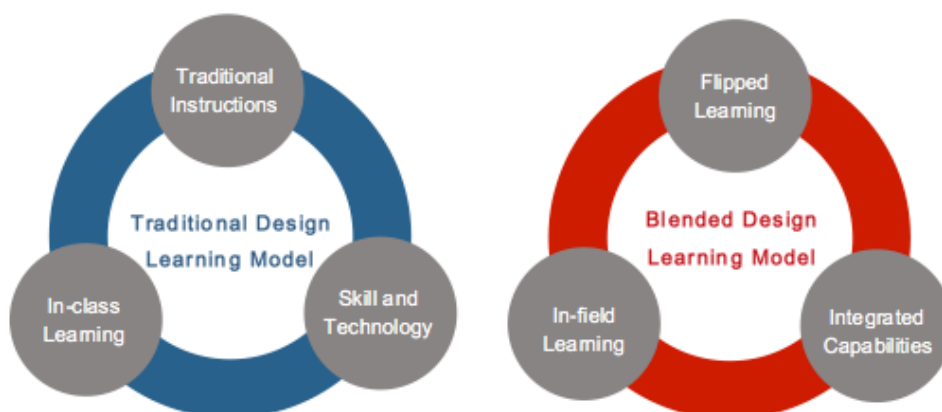 Traditional
Instructions
Traditional Design
Learning Model
In-class
Learning
Skill and
Technology
Flipped
Learning
Blended Design
Learning Model
In-field
Learning
Integrated
Capabilities